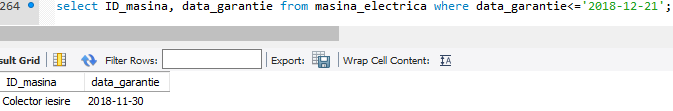 264 select ID_masina, data_garantie from masina_electrica where data_garantie<='2018-12-21';
sult Grid Filter Rows: Export: Wrap Cell Content:
ID_masina data_garantie
Colector iesire 2018-11-30